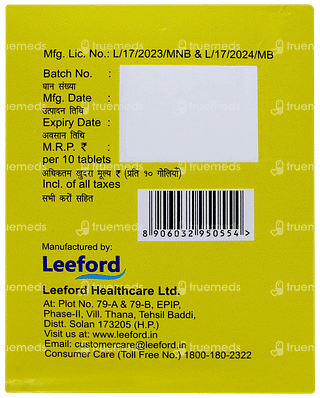 Mfg. Lic. No.: L/17/2023/MNB & L/17/2024/MB
Batch No. :
घान संख्या
Mfg. Date :
उत्पादन तिथि
Expiry Date :
अवसान तिथि
M.R.P. ₹ :
per 10 tablets
अधिकतम खुदरा मूल्य ₹ (प्रति १० गोलियाँ)
Incl. of all taxes
सभी करों सहित
8 906032 950554 >
Manufactured by:
Leeford
Leeford Healthcare Ltd.
At: Plot No. 79-A & 79-B, EPIP,
Phase-II, Vill. Thana, Tehsil Baddi,
Distt. Solan 173205 (H.P.)
Visit us at: www.leeford.in
Email: customercare@leeford.in
Consumer Care (Toll Free No.) 1800-180-2322
truemeds